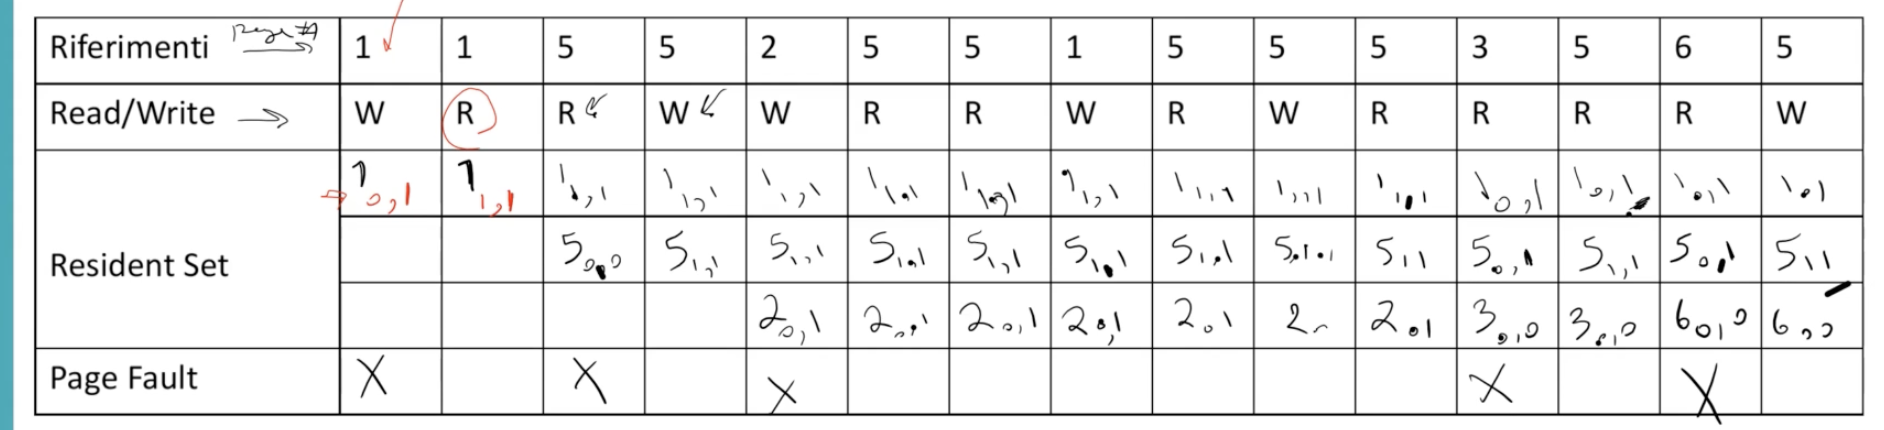 Riferimenti page # 1 1 5 5 2 5 5 1 5 5 5 3 5 6 5
Read/Write W R R W W R R W R W R R R R W
1 0,1 1 1,1 1 1,1 1 1,1 1 1,1 1 1,1 1 1,1 1 1,1 1 1,1 1 1,1 1 1,1 1 0,1 1 0,1 1 0,1 1 0,1
Resident Set 5 0,0 5 1,1 5 1,1 5 1,1 5 1,1 5 1,1 5 1,1 5 1,1 5 1,1 5 0,1 5 1,1 5 0,1 5 1,1
2 0,1 2 0,1 2 0,1 2 0,1 2 0,1 2 2 0,1 3 0,0 3 0,0 6 0,0 6 0,0
Page Fault X X X X X